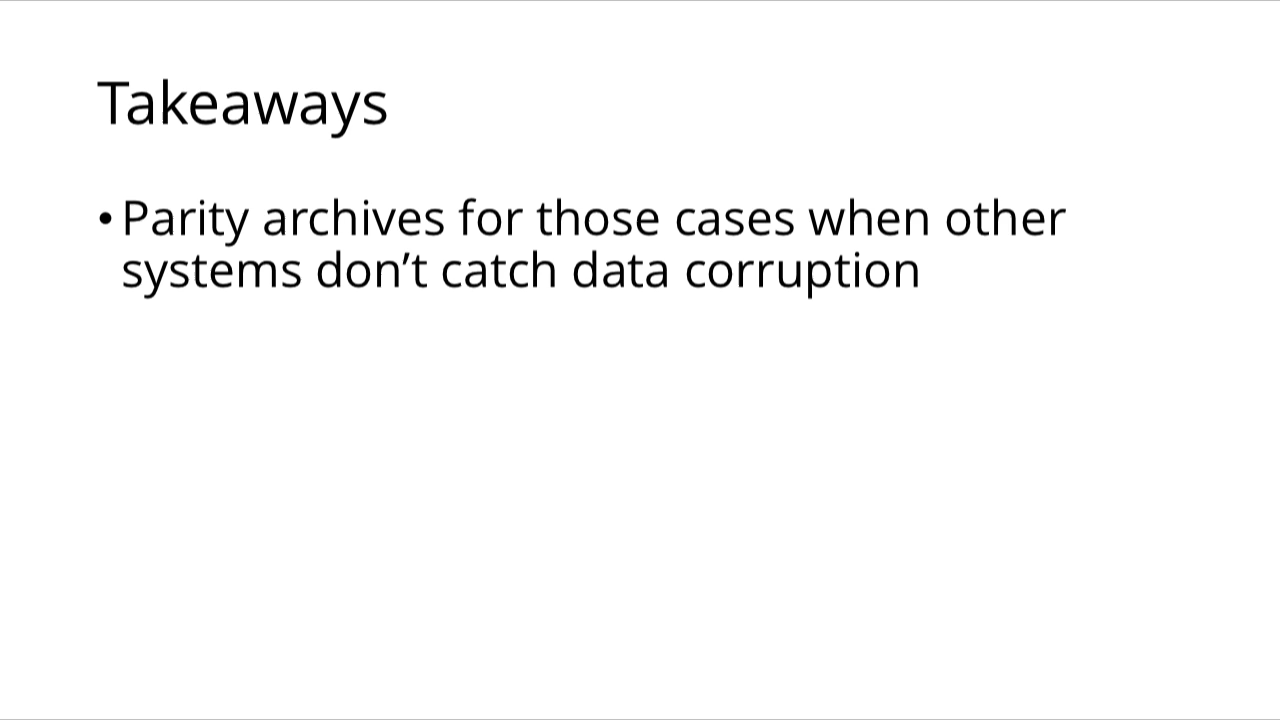 Takeaways
• Parity archives for those cases when other
systems don’t catch data corruption